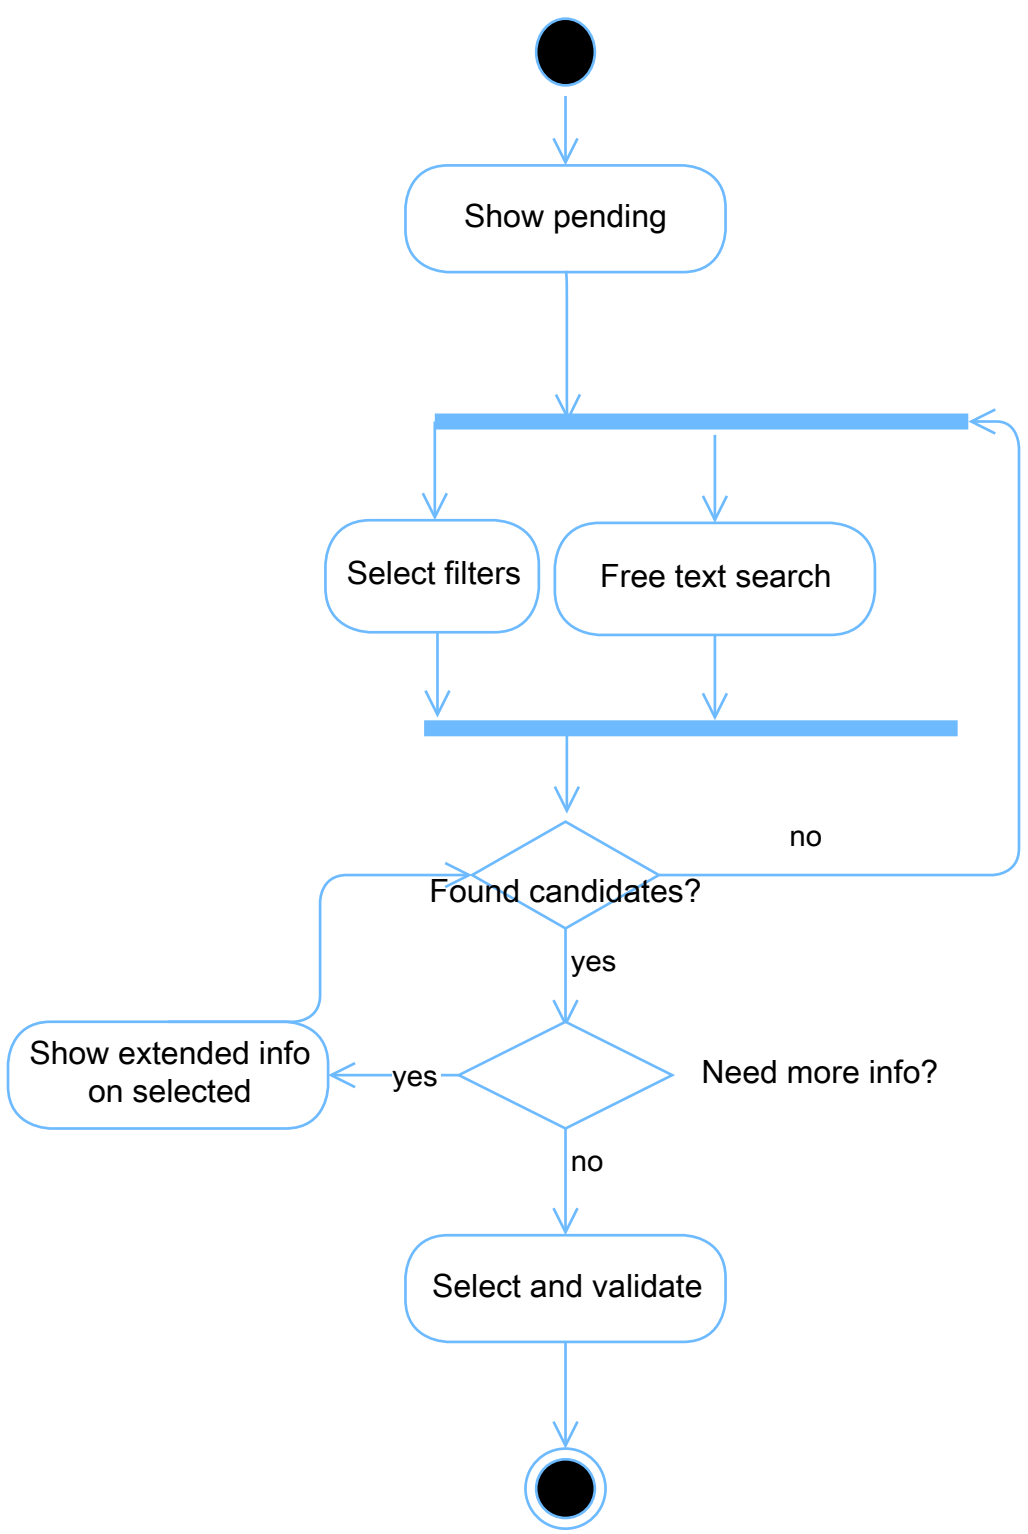 Show pending
Select filters
Free text search
no
Found candidates?
yes
Show extended info
on selected
yes
Need more info?
no
Select and validate